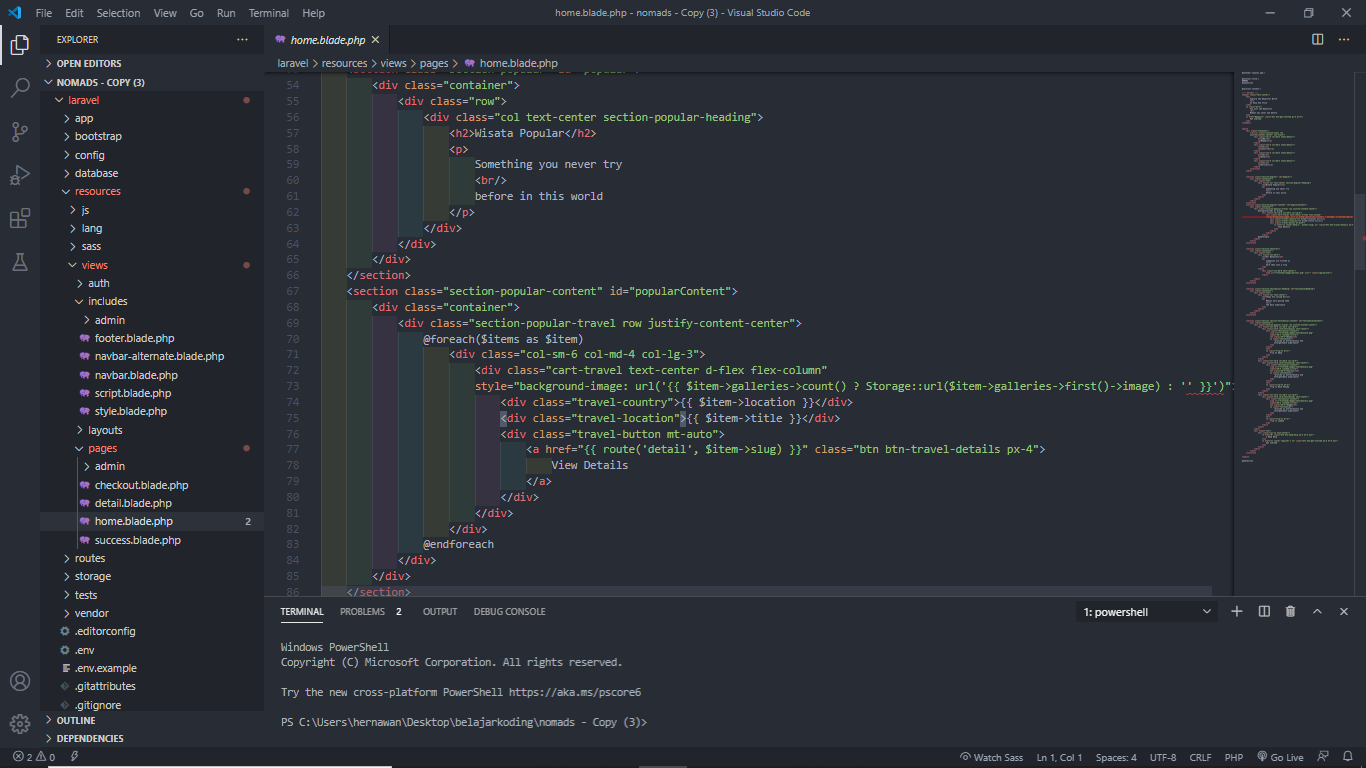 File Edit Selection View Go Run Terminal Help
home.blade.php - nomads - Copy (3) - Visual Studio Code
EXPLORER
OPEN EDITORS
NOMADS - COPY (3)
laravel
app
bootstrap
config
database
resources
js
lang
sass
views
auth
includes
admin
footer.blade.php
navbar-alternate.blade.php
navbar.blade.php
script.blade.php
style.blade.php
layouts
pages
admin
checkout.blade.php
detail.blade.php
home.blade.php 2
success.blade.php
routes
storage
tests
vendor
.editorconfig
.env
.env.example
.gitattributes
.gitignore
OUTLINE
DEPENDENCIES
home.blade.php
laravel > resources > views > pages > home.blade.php
54 <div class="container">
55 <div class="row">
56 <div class="col text-center section-popular-heading">
57 <h2>Wisata Popular</h2>
58 <p>
59 Something you never try
60 <br/>
61 before in this world
62 </p>
63 </div>
64 </div>
65 </div>
66 </section>
67 <section class="section-popular-content" id="popularContent">
68 <div class="container">
69 <div class="section-popular-travel row justify-content-center">
70 @foreach($items as $item)
71 <div class="col-sm-6 col-md-4 col-lg-3">
72 <div class="cart-travel text-center d-flex flex-column"
73 style="background-image: url('{{ $item->galleries->count() ? Storage::url($item->galleries->first()->image) : '' }}')"
74 <div class="travel-country">{{ $item->location }}</div>
75 <div class="travel-location">{{ $item->title }}</div>
76 <div class="travel-button mt-auto">
77 <a href="{{ route('detail', $item->slug) }}" class="btn btn-travel-details px-4">
78 View Details
79 </a>
80 </div>
81 </div>
82 </div>
83 @endforeach
84 </div>
85 </div>
86 </section>
TERMINAL PROBLEMS 2 OUTPUT DEBUG CONSOLE
1: powershell
Windows PowerShell
Copyright (C) Microsoft Corporation. All rights reserved.
Try the new cross-platform PowerShell https://aka.ms/pscore6
PS C:\Users\hernawan\Desktop\belajarkoding\nomads - Copy (3)>
2 0
Watch Sass Ln 1, Col 1 Spaces: 4 UTF-8 CRLF PHP Go Live